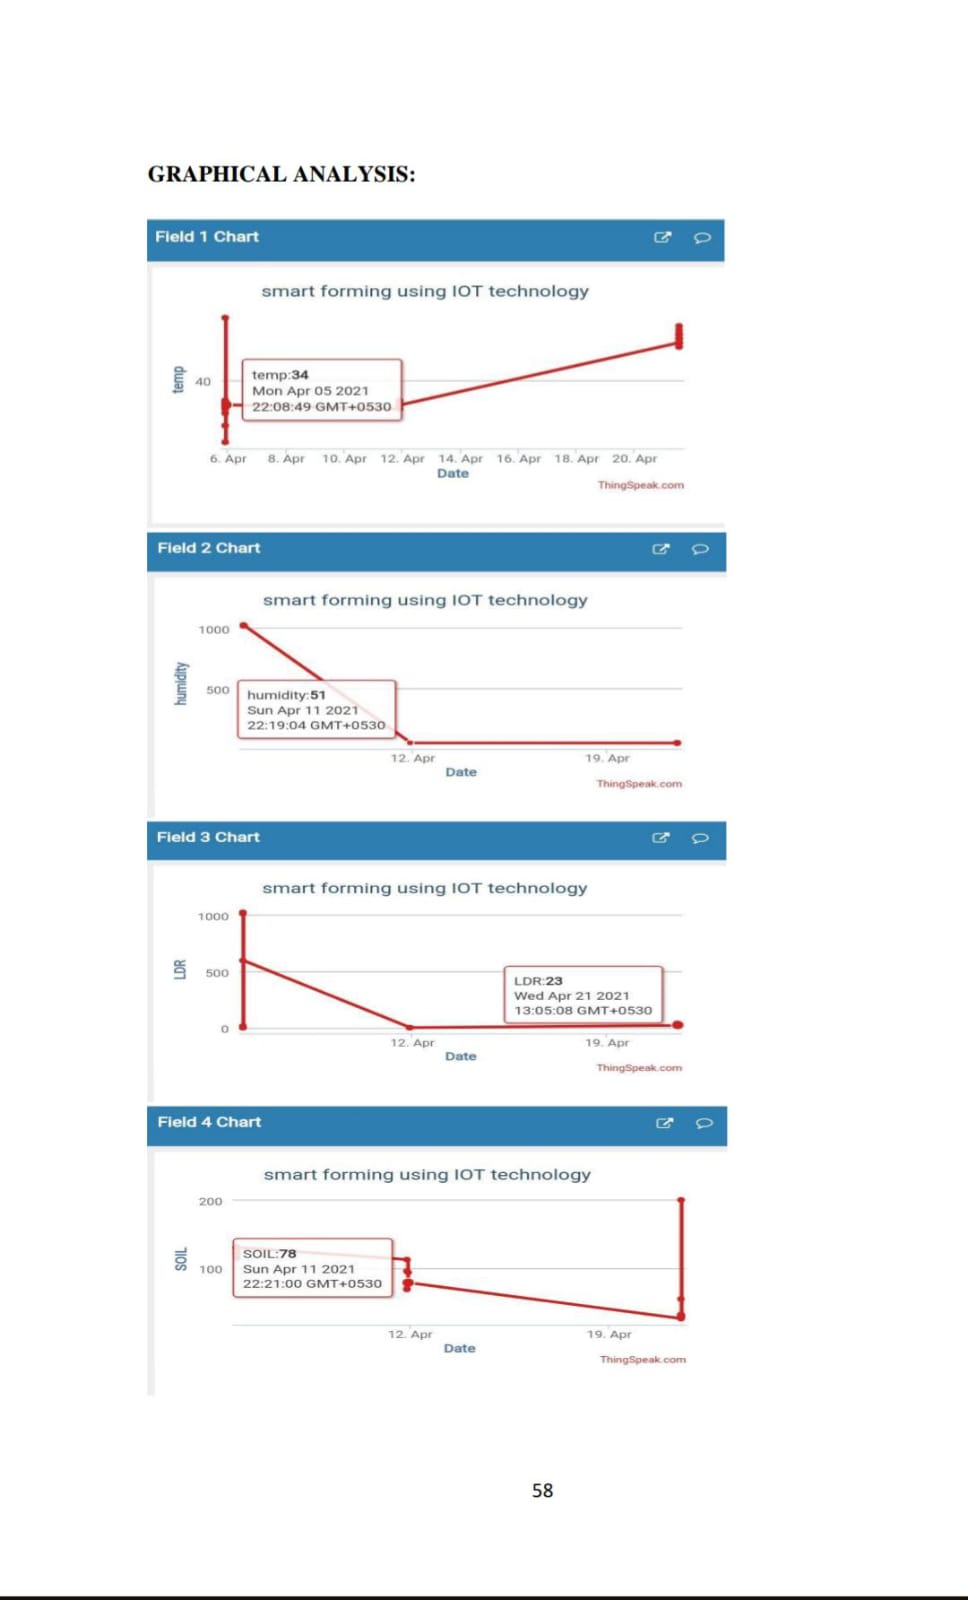 GRAPHICAL ANALYSIS:
Field 1 Chart
smart forming using IOT technology
temp
40
temp:34
Mon Apr 05 2021
22:08:49 GMT+0530
6. Apr 8. Apr 10. Apr 12. Apr 14. Apr 16. Apr 18. Apr 20. Apr
Date
ThingSpeak.com
Field 2 Chart
smart forming using IOT technology
1000
humidity
500
humidity:51
Sun Apr 11 2021
22:19:04 GMT+0530
12. Apr 19. Apr
Date
ThingSpeak.com
Field 3 Chart
smart forming using IOT technology
1000
LDR
500
LDR:23
Wed Apr 21 2021
13:05:08 GMT+0530
0
12. Apr 19. Apr
Date
ThingSpeak.com
Field 4 Chart
smart forming using IOT technology
200
SOIL
100
SOIL:78
Sun Apr 11 2021
22:21:00 GMT+0530
12. Apr 19. Apr
Date
ThingSpeak.com
58